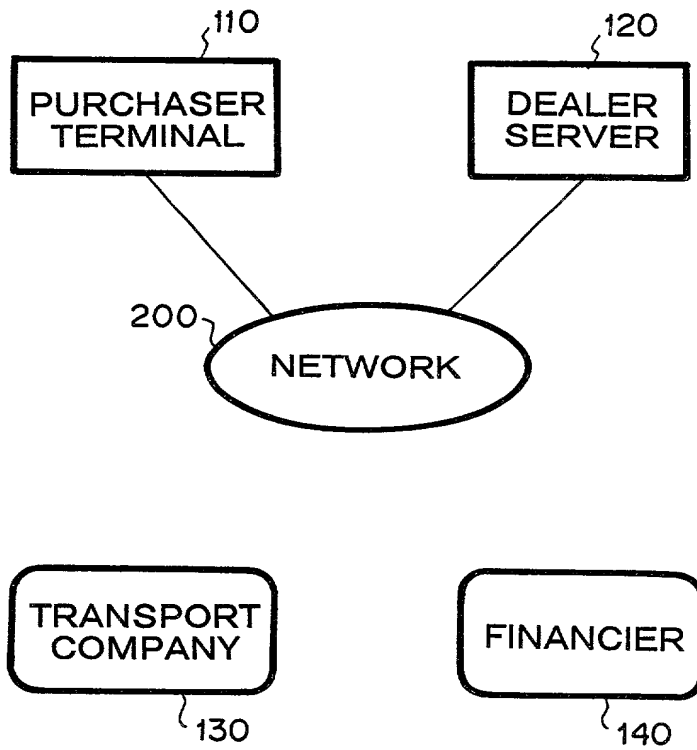 110
120
PURCHASER
TERMINAL
DEALER
SERVER
200
NETWORK
TRANSPORT
COMPANY
FINANCIER
130
140